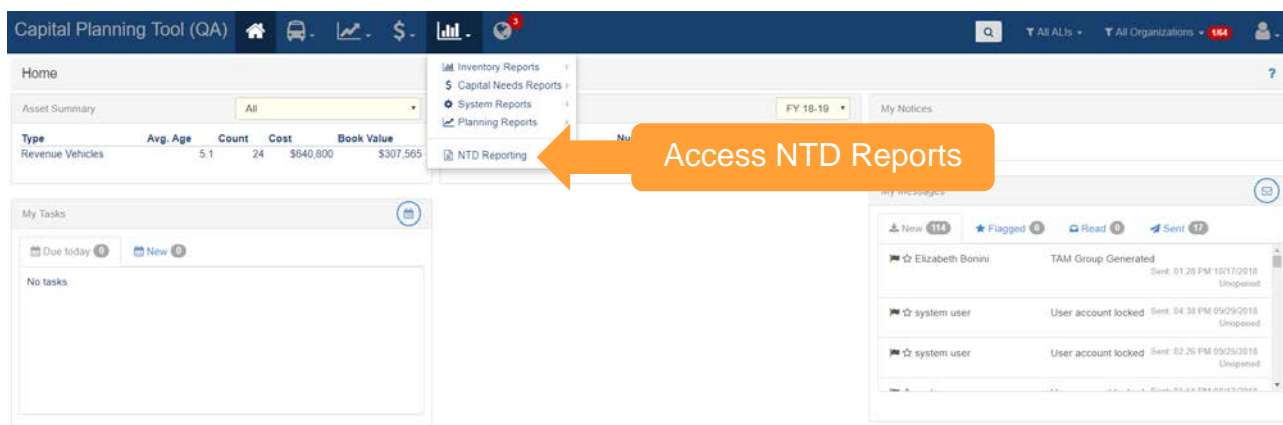 Capital Planning Tool (QA)
3
All ALIs
All Organizations
1/64
Home
?
Inventory Reports
$ Capital Needs Reports
System Reports
Planning Reports
NTD Reporting
Access NTD Reports
Asset Summary
All
FY 18-19
My Notices
Type Avg. Age Count Cost Book Value
Revenue Vehicles 5.1 24 $640,800 $307,565
My Tasks
Due today 0 New 0
No tasks
My Messages
New 114 Flagged 0 Read 0 Sent 17
Elizabeth Bonini TAM Group Generated
Sent: 01:28 PM 10/17/2018
Unopened
system user User account locked Sent: 04:38 PM 09/29/2018
Unopened
system user User account locked Sent: 02:26 PM 09/25/2018
Unopened